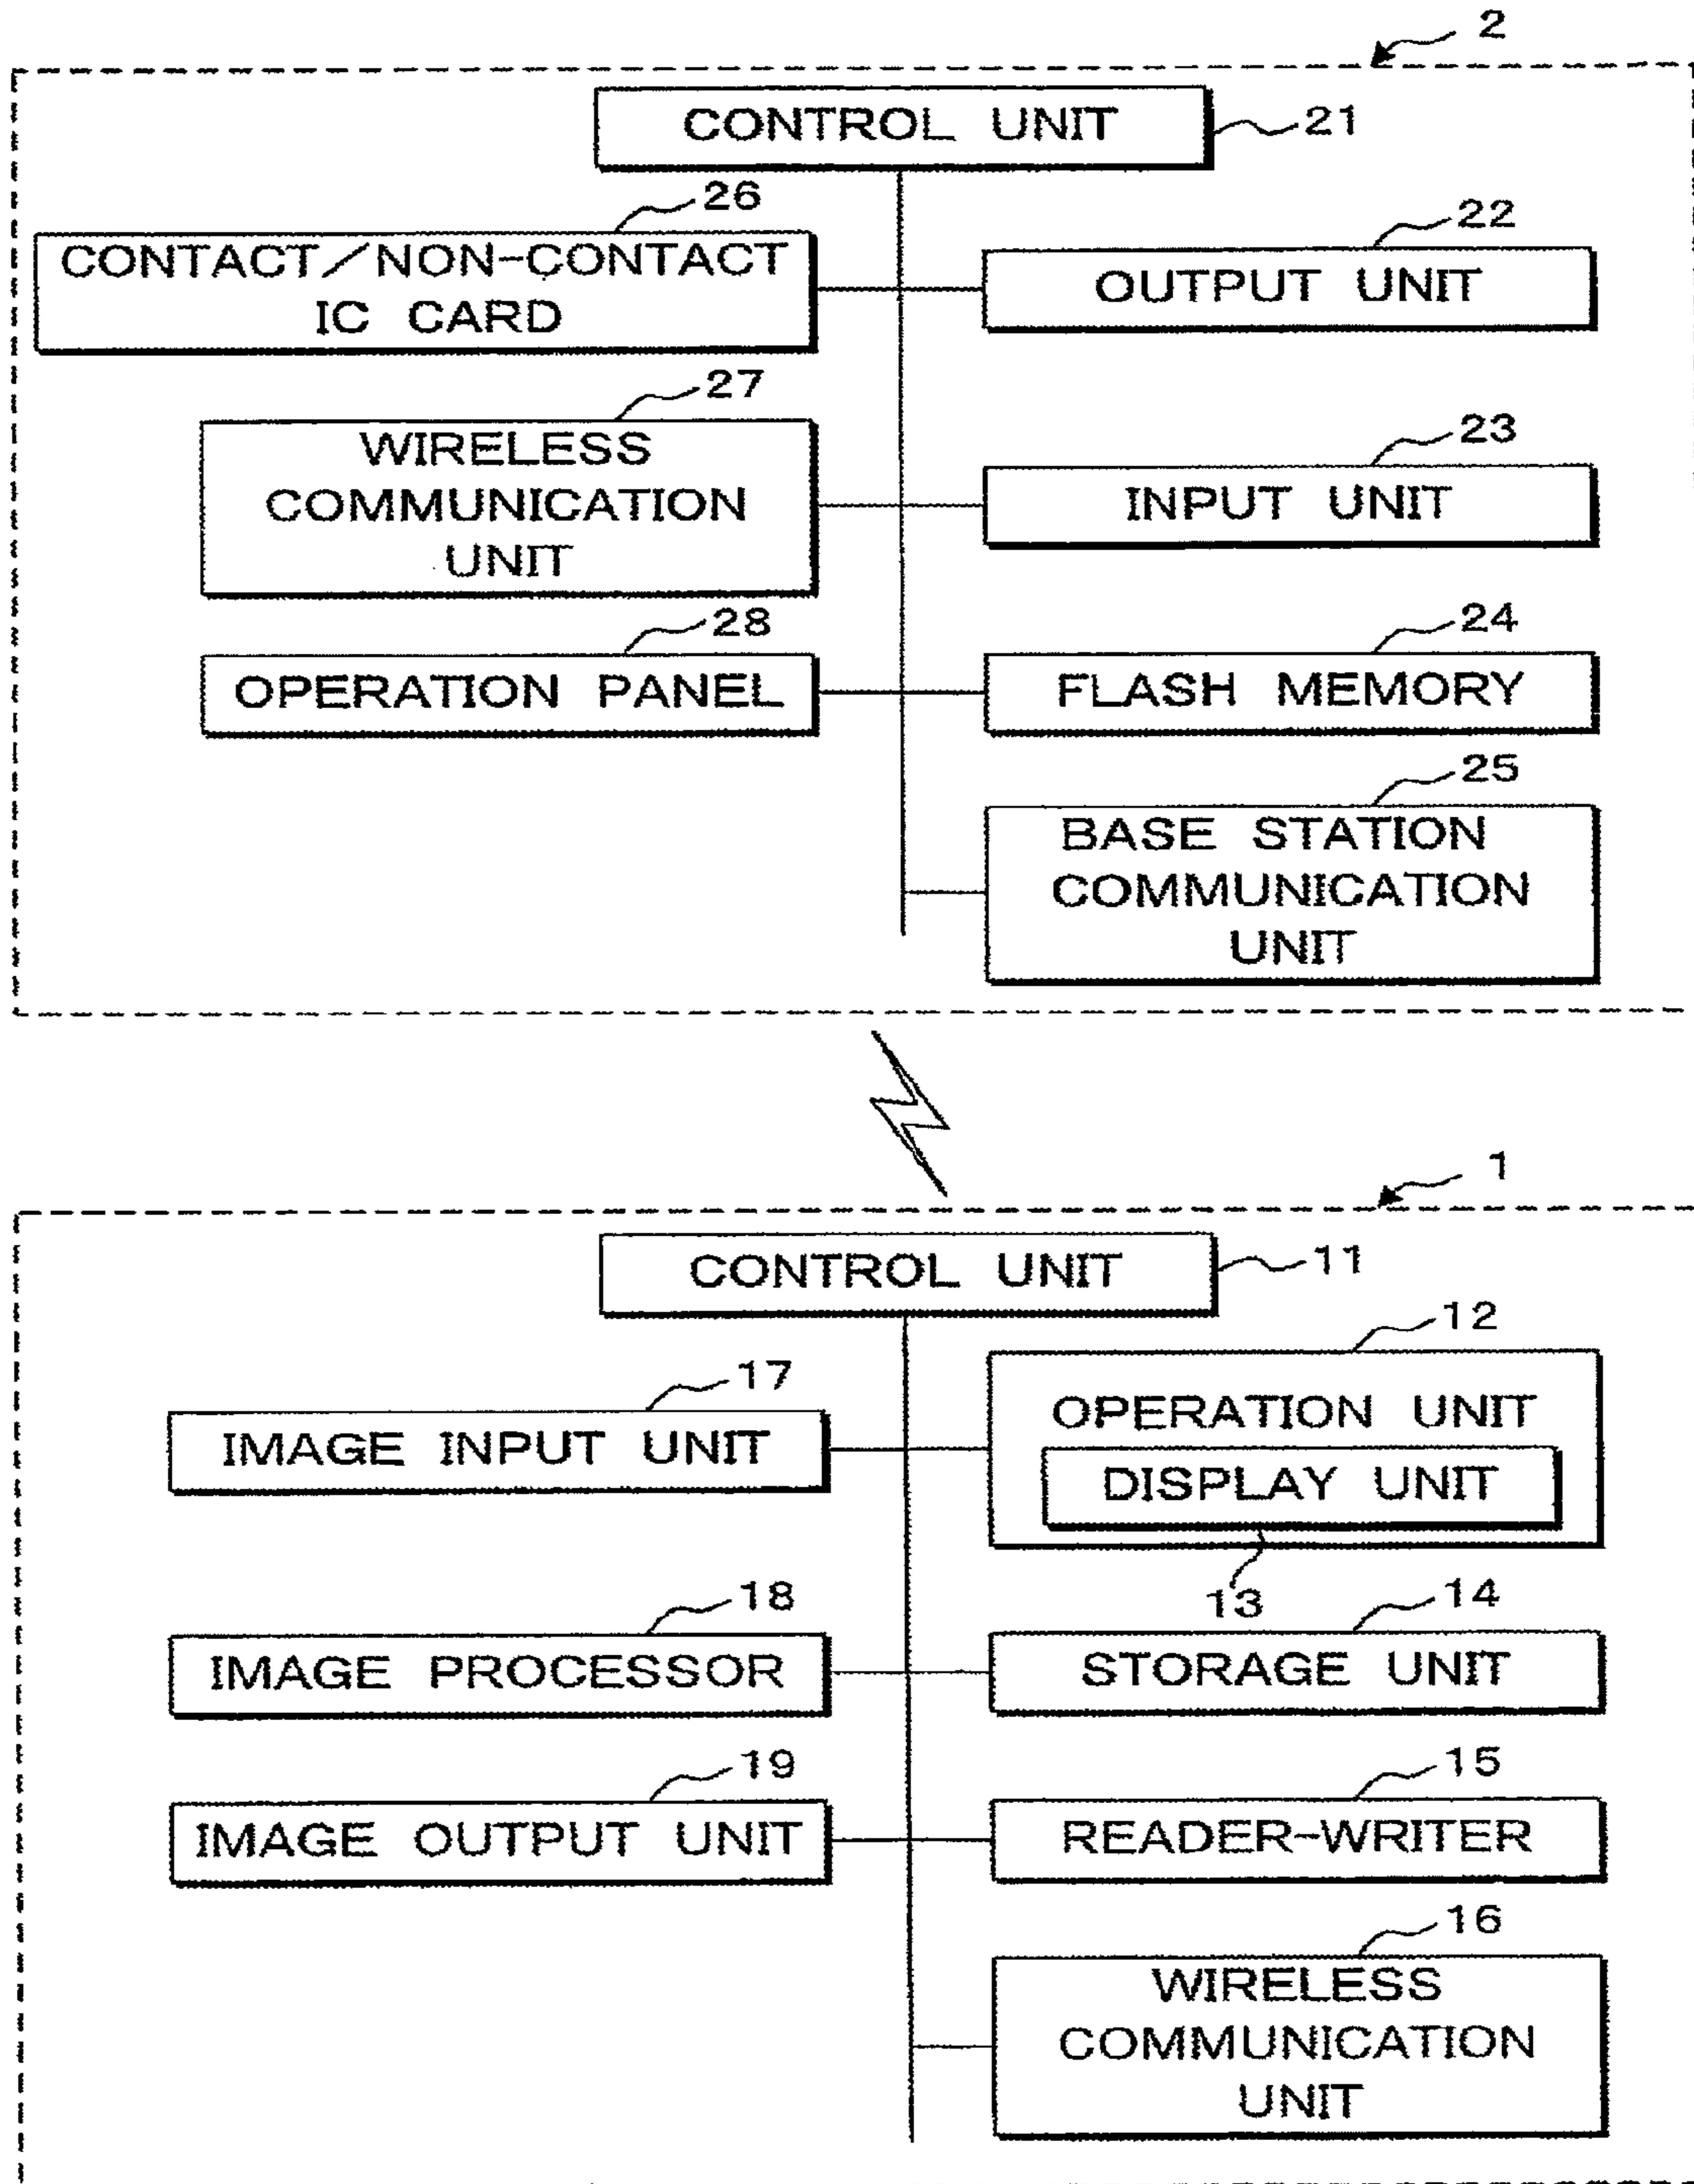 2
CONTROL UNIT
21
26
CONTACT/NON-CONTACT
IC CARD
22
OUTPUT UNIT
27
WIRELESS
COMMUNICATION
UNIT
23
INPUT UNIT
28
OPERATION PANEL
24
FLASH MEMORY
25
BASE STATION
COMMUNICATION
UNIT
1
CONTROL UNIT
11
12
OPERATION UNIT
DISPLAY UNIT
13
17
IMAGE INPUT UNIT
18
IMAGE PROCESSOR
14
STORAGE UNIT
19
IMAGE OUTPUT UNIT
15
READER-WRITER
16
WIRELESS
COMMUNICATION
UNIT